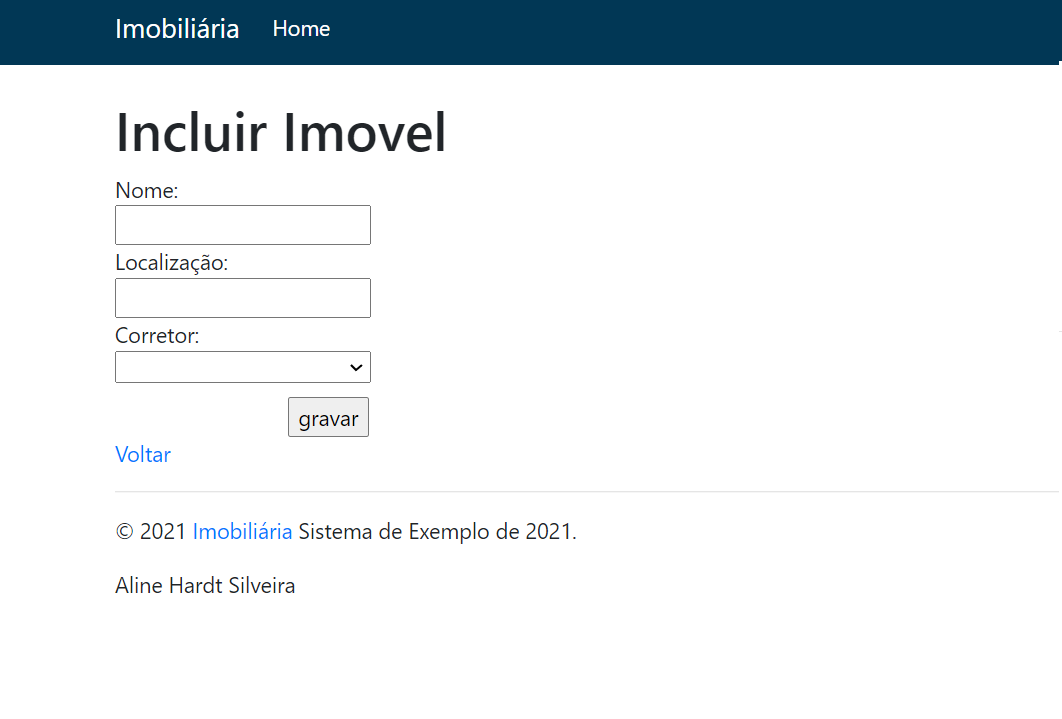 Imobiliária Home
Incluir Imovel
Nome:
Localização:
Corretor:
gravar
Voltar
© 2021 Imobiliária Sistema de Exemplo de 2021.
Aline Hardt Silveira